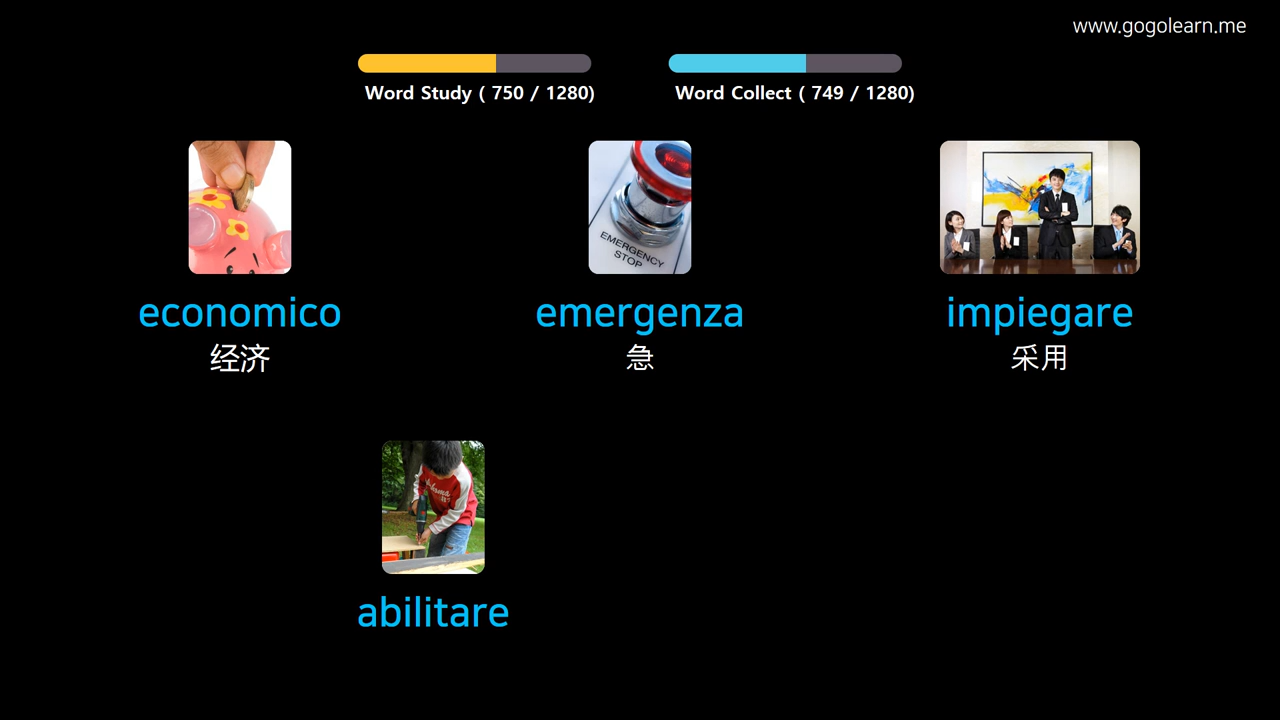 www.gogolearn.me
Word Study ( 750 / 1280)
Word Collect ( 749 / 1280)
EMERGENCY
STOP
economico
emergenza
impiegare
经济
急
采用
abilitare